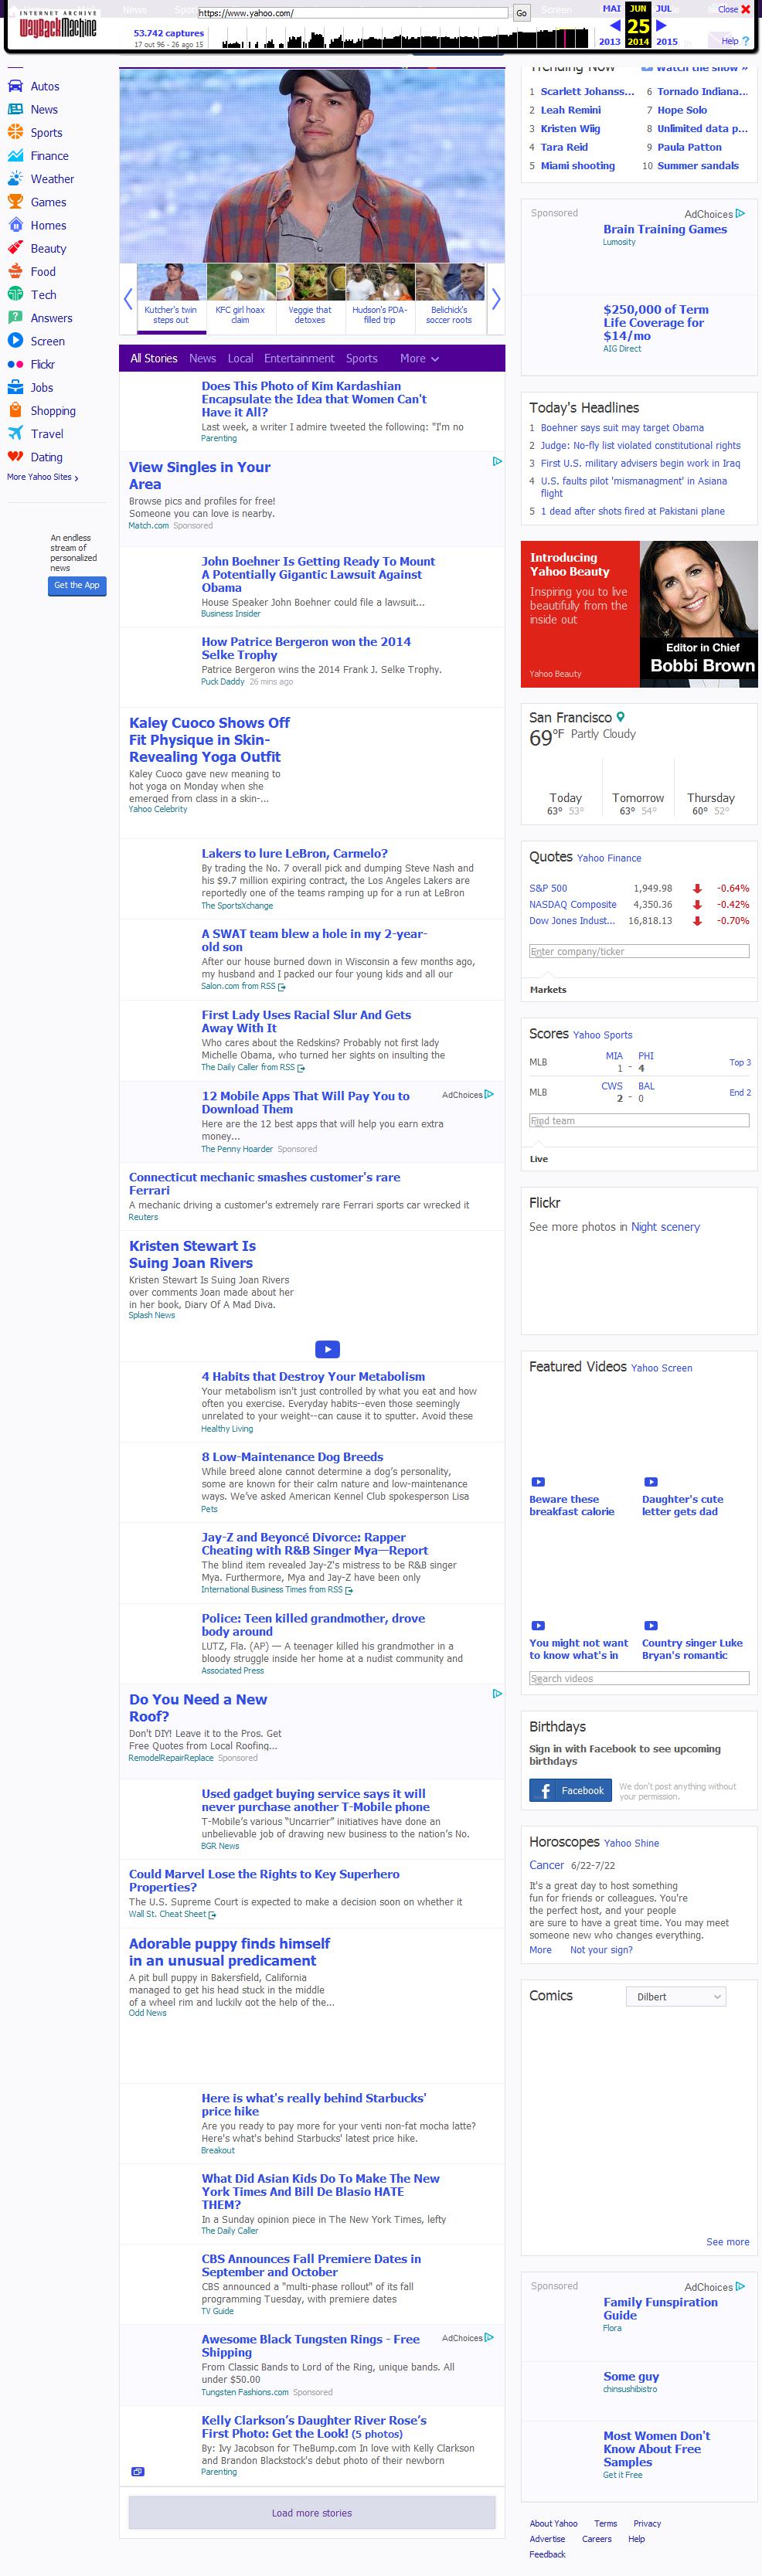 INTERNET ARCHIVE
WayBackMachine
https://www.yahoo.com/
Go
53.742 captures
17 out 96 - 26 ago 15
MAI JUN JUL
25
2013 2014 2015
Close
Help ?
Autos
News
Sports
Finance
Weather
Games
Homes
Beauty
Food
Tech
Answers
Screen
Flickr
Jobs
Shopping
Travel
Dating
More Yahoo Sites
An endless
stream of
personalized
news
Get the App
Kutcher's twin
steps out
KFC girl hoax
claim
Veggie that
detoxes
Hudson's PDA-
filled trip
Belichick's
soccer roots
All Stories News Local Entertainment Sports More
Does This Photo of Kim Kardashian
Encapsulate the Idea that Women Can't
Have it All?
Last week, a writer I admire tweeted the following: "I'm no
Parenting
View Singles in Your
Area
Browse pics and profiles for free!
Someone you can love is nearby.
Match.com Sponsored
John Boehner Is Getting Ready To Mount
A Potentially Gigantic Lawsuit Against
Obama
House Speaker John Boehner could file a lawsuit...
Business Insider
How Patrice Bergeron won the 2014
Selke Trophy
Patrice Bergeron wins the 2014 Frank J. Selke Trophy.
Puck Daddy 26 mins ago
Kaley Cuoco Shows Off
Fit Physique in Skin-
Revealing Yoga Outfit
Kaley Cuoco gave new meaning to
hot yoga on Monday when she
emerged from class in a skin-...
Yahoo Celebrity
Lakers to lure LeBron, Carmelo?
By trading the No. 7 overall pick and dumping Steve Nash and
his $9.7 million expiring contract, the Los Angeles Lakers are
reportedly one of the teams ramping up for a run at LeBron
The SportsXchange
A SWAT team blew a hole in my 2-year-
old son
After our house burned down in Wisconsin a few months ago,
my husband and I packed our four young kids and all our
Salon.com from RSS
First Lady Uses Racial Slur And Gets
Away With It
Who cares about the Redskins? Probably not first lady
Michelle Obama, who turned her sights on insulting the
The Daily Caller from RSS
12 Mobile Apps That Will Pay You to
Download Them
AdChoices
Here are the 12 best apps that will help you earn extra
money...
The Penny Hoarder Sponsored
Connecticut mechanic smashes customer's rare
Ferrari
A mechanic driving a customer's extremely rare Ferrari sports car wrecked it
Reuters
Kristen Stewart Is
Suing Joan Rivers
Kristen Stewart Is Suing Joan Rivers
over comments Joan made about her
in her book, Diary Of A Mad Diva.
Splash News
4 Habits that Destroy Your Metabolism
Your metabolism isn't just controlled by what you eat and how
often you exercise. Everyday habits--even those seemingly
unrelated to your weight--can cause it to sputter. Avoid these
Healthy Living
8 Low-Maintenance Dog Breeds
While breed alone cannot determine a dog's personality,
some are known for their calm nature and low-maintenance
ways. We've asked American Kennel Club spokesperson Lisa
Pets
Jay-Z and Beyoncé Divorce: Rapper
Cheating with R&B Singer Mya—Report
The blind item revealed Jay-Z's mistress to be R&B singer
Mya. Furthermore, Mya and Jay-Z have been only
International Business Times from RSS
Police: Teen killed grandmother, drove
body around
LUTZ, Fla. (AP) — A teenager killed his grandmother in a
bloody struggle inside her home at a nudist community and
Associated Press
Do You Need a New
Roof?
Don't DIY! Leave it to the Pros. Get
Free Quotes from Local Roofing...
RemodelRepairReplace Sponsored
Used gadget buying service says it will
never purchase another T-Mobile phone
T-Mobile's various “Uncarrier” initiatives have done an
unbelievable job of drawing new business to the nation's No.
BGR News
Could Marvel Lose the Rights to Key Superhero
Properties?
The U.S. Supreme Court is expected to make a decision soon on whether it
Wall St. Cheat Sheet
Adorable puppy finds himself
in an unusual predicament
A pit bull puppy in Bakersfield, California
managed to get his head stuck in the middle
of a wheel rim and luckily got the help of the...
Odd News
Here is what's really behind Starbucks'
price hike
Are you ready to pay more for your venti non-fat mocha latte?
Here's what's behind Starbucks' latest price hike.
Breakout
What Did Asian Kids Do To Make The New
York Times And Bill De Blasio HATE
THEM?
In a Sunday opinion piece in The New York Times, lefty
The Daily Caller
CBS Announces Fall Premiere Dates in
September and October
CBS announced a "multi-phase rollout" of its fall
programming Tuesday, with premiere dates
TV Guide
Awesome Black Tungsten Rings - Free
Shipping
AdChoices
From Classic Bands to Lord of the Ring, unique bands. All
under $50.00
Tungsten Fashions.com Sponsored
Kelly Clarkson's Daughter River Rose's
First Photo: Get the Look! (5 photos)
By: Ivy Jacobson for TheBump.com In love with Kelly Clarkson
and Brandon Blackstock's debut photo of their newborn
Parenting
Load more stories
Trending Now Watch the show »
1 Scarlett Johanss... 6 Tornado Indiana...
2 Leah Remini 7 Hope Solo
3 Kristen Wiig 8 Unlimited data p...
4 Tara Reid 9 Paula Patton
5 Miami shooting 10 Summer sandals
Sponsored AdChoices
Brain Training Games
Lumosity
$250,000 of Term
Life Coverage for
$14/mo
AIG Direct
Today's Headlines
1 Boehner says suit may target Obama
2 Judge: No-fly list violated constitutional rights
3 First U.S. military advisers begin work in Iraq
4 U.S. faults pilot 'mismanagment' in Asiana
flight
5 1 dead after shots fired at Pakistani plane
Introducing
Yahoo Beauty
Inspiring you to live
beautifully from the
inside out
Yahoo Beauty
Editor in Chief
Bobbi Brown
San Francisco
69°F Partly Cloudy
Today Tomorrow Thursday
63° 53° 63° 54° 60° 52°
Quotes Yahoo Finance
S&P 500 1,949.98 -0.64%
NASDAQ Composite 4,350.36 -0.42%
Dow Jones Indust... 16,818.13 -0.70%
Enter company/ticker
Markets
Scores Yahoo Sports
MLB MIA 1 - PHI 4 Top 3
MLB CWS 2 - BAL 0 End 2
Find team
Live
Flickr
See more photos in Night scenery
Featured Videos Yahoo Screen
Beware these
breakfast calorie
Daughter's cute
letter gets dad
You might not want
to know what's in
Country singer Luke
Bryan's romantic
Search videos
Birthdays
Sign in with Facebook to see upcoming
birthdays
Facebook
We don't post anything without
your permission.
Horoscopes Yahoo Shine
Cancer 6/22-7/22
It's a great day to host something
fun for friends or colleagues. You're
the perfect host, and your people
are sure to have a great time. You may meet
someone new who changes everything.
More Not your sign?
Comics Dilbert
See more
Sponsored AdChoices
Family Funspiration
Guide
Flora
Some guy
chinsushibistro
Most Women Don't
Know About Free
Samples
Get it Free
About Yahoo Terms Privacy
Advertise Careers Help
Feedback